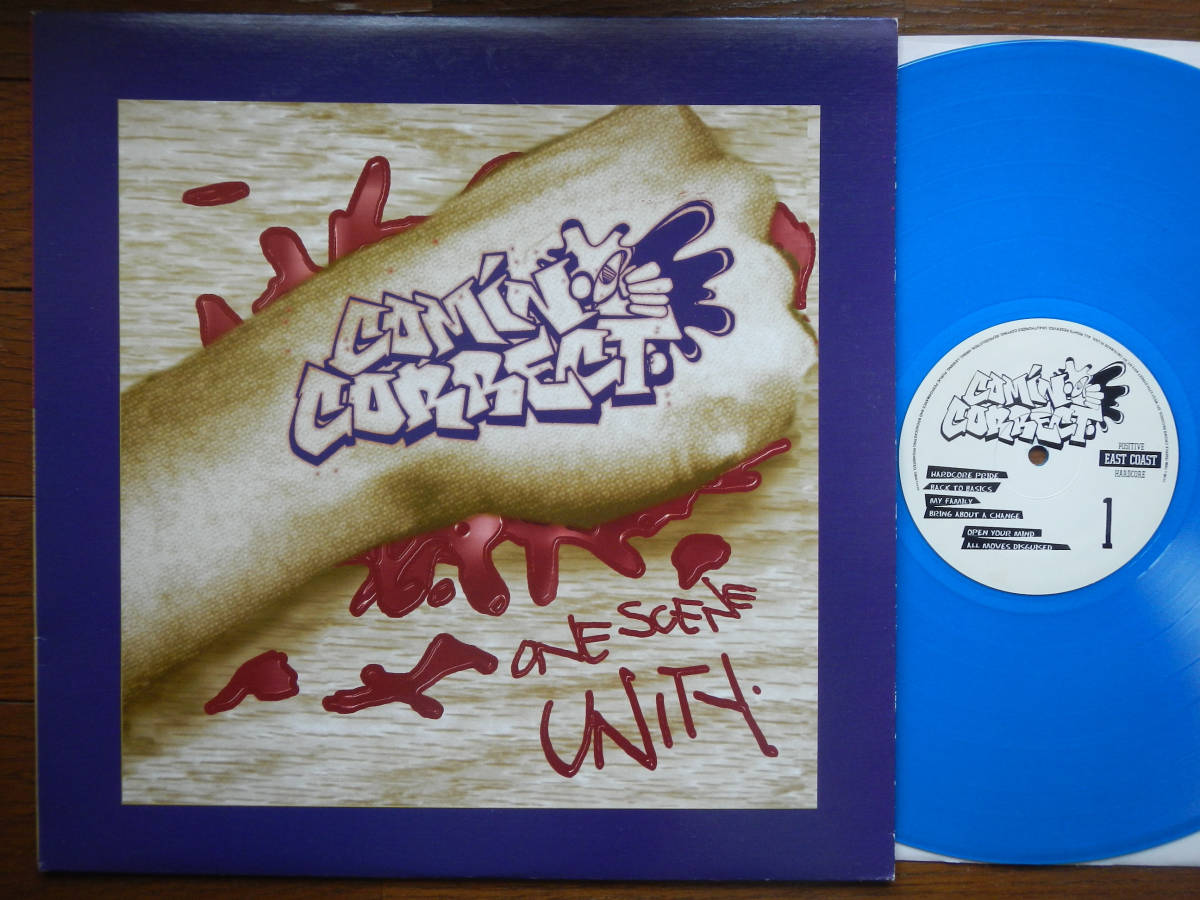 COMIN'
CORRECT.
ONE SCENE
UNITY.
COMIN'
CORRECT.
POSITIVE
EAST COAST
HARDCORE
HARDCORE PRIDE
BACK TO BASICS
MY FAMILY
BRING ABOUT A CHANGE
OPEN YOUR MIND
ALL MOVES DISGUISED
1